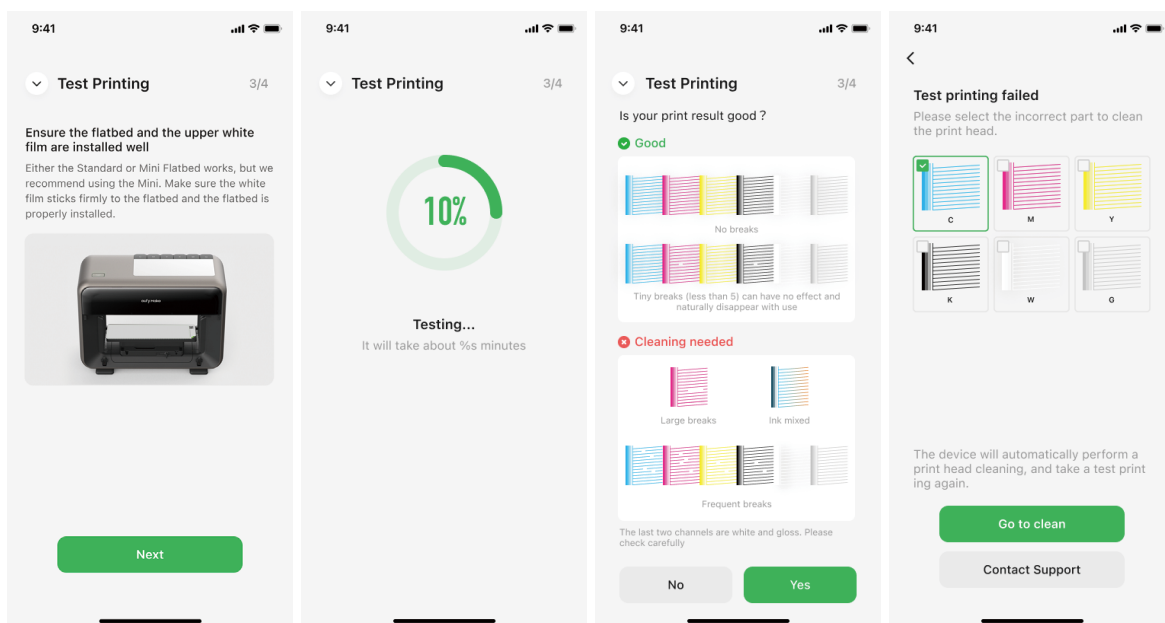 9:41
Test Printing 3/4
Ensure the flatbed and the upper white
film are installed well
Either the Standard or Mini Flatbed works, but we
recommend using the Mini. Make sure the white
film sticks firmly to the flatbed and the flatbed is
properly installed.
Next
9:41
Test Printing 3/4
10%
Testing...
It will take about %s minutes
9:41
Test Printing 3/4
Is your print result good ?
Good
No breaks
Tiny breaks (less than 5) can have no effect and
naturally disappear with use
Cleaning needed
Large breaks
Ink mixed
Frequent breaks
The last two channels are white and gloss. Please
check carefully
No
Yes
9:41
Test printing failed
Please select the incorrect part to clean
the print head.
C
M
Y
K
W
G
The device will automatically perform a
print head cleaning, and take a test print
ing again.
Go to clean
Contact Support